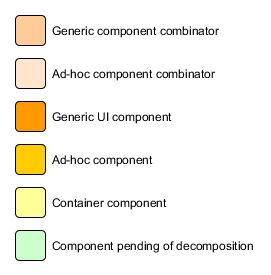 Generic component combinator
Ad-hoc component combinator
Generic UI component
Ad-hoc component
Container component
Component pending of decomposition